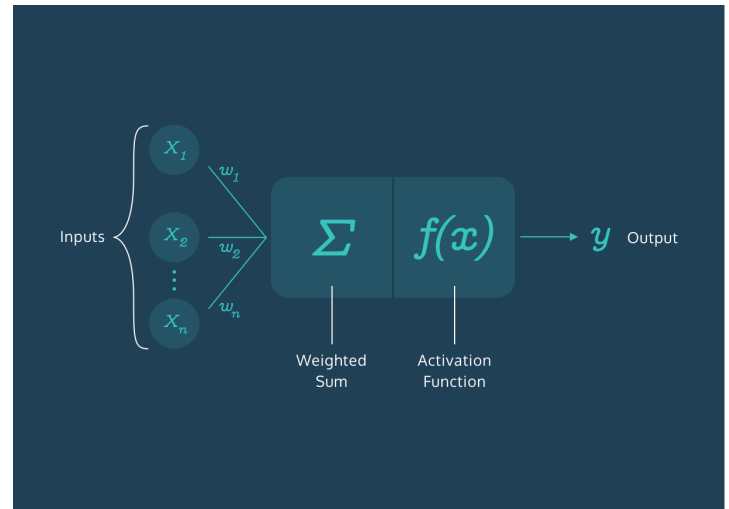 Inputs
X₁
X₂
Xₙ
w₁
w₂
wₙ
Σ
f(x)
y
Output
Weighted
Sum
Activation
Function